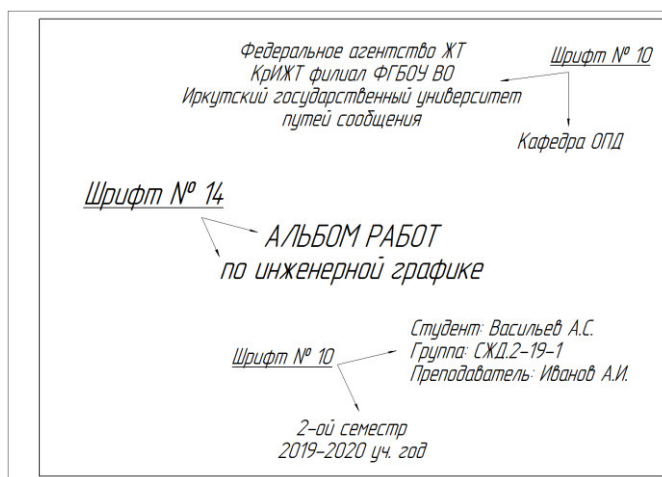 Федеральное агентство ЖТ
Шрифт № 10
КрИЖТ филиал ФГБОУ ВО
Иркутский государственный университет
путей сообщения
Кафедра ОПД
Шрифт № 14
АЛЬБОМ РАБОТ
по инженерной графике
Студент: Васильев А.С.
Группа: СЖД.2-19-1
Преподаватель: Иванов А.И.
Шрифт № 10
2-ой семестр
2019-2020 уч. год